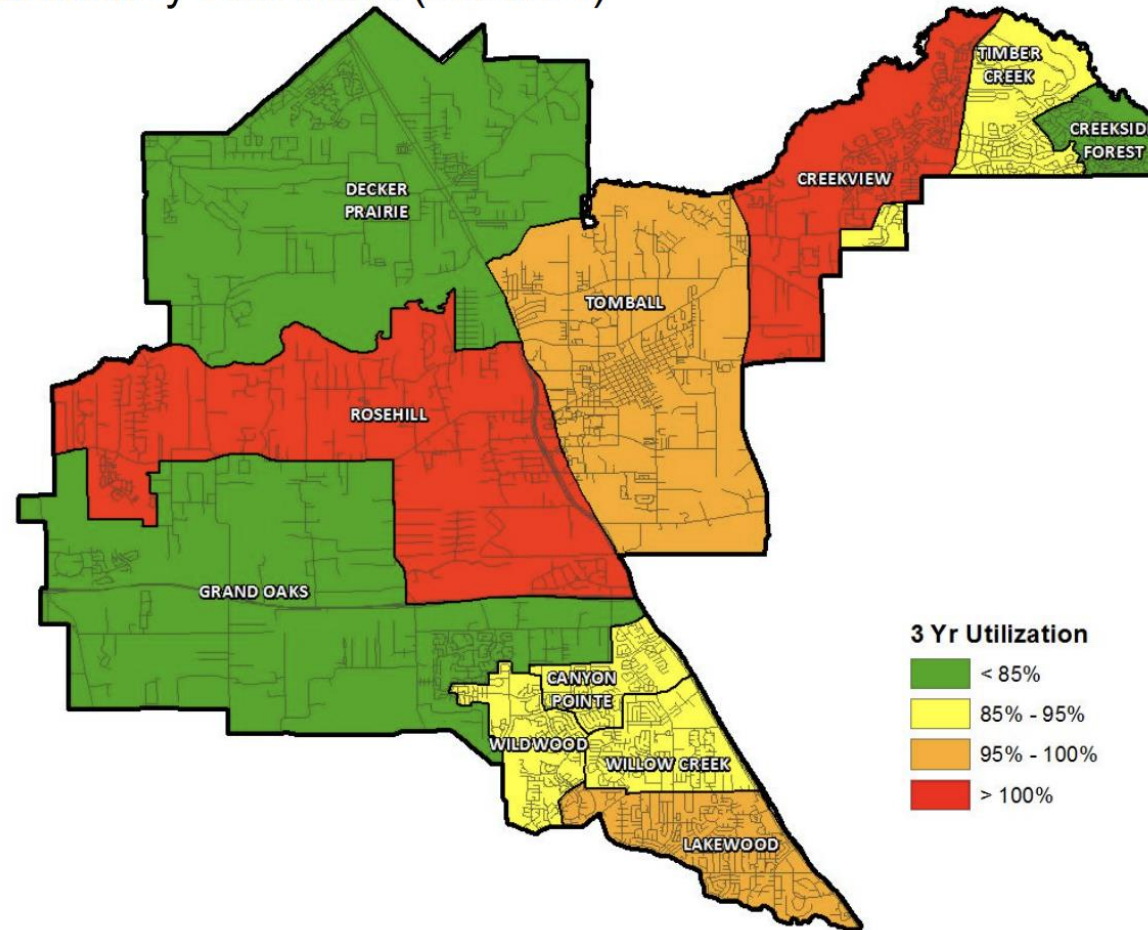 TIMBER
CREEK
CREEKSID
FOREST
CREEKVIEW
DECKER
PRAIRIE
TOMBALL
ROSEHILL
GRAND OAKS
CANYON
POINTE
WILDWOOD
WILLOW CREEK
LAKEWOOD
3 Yr Utilization
< 85%
85% - 95%
95% - 100%
> 100%